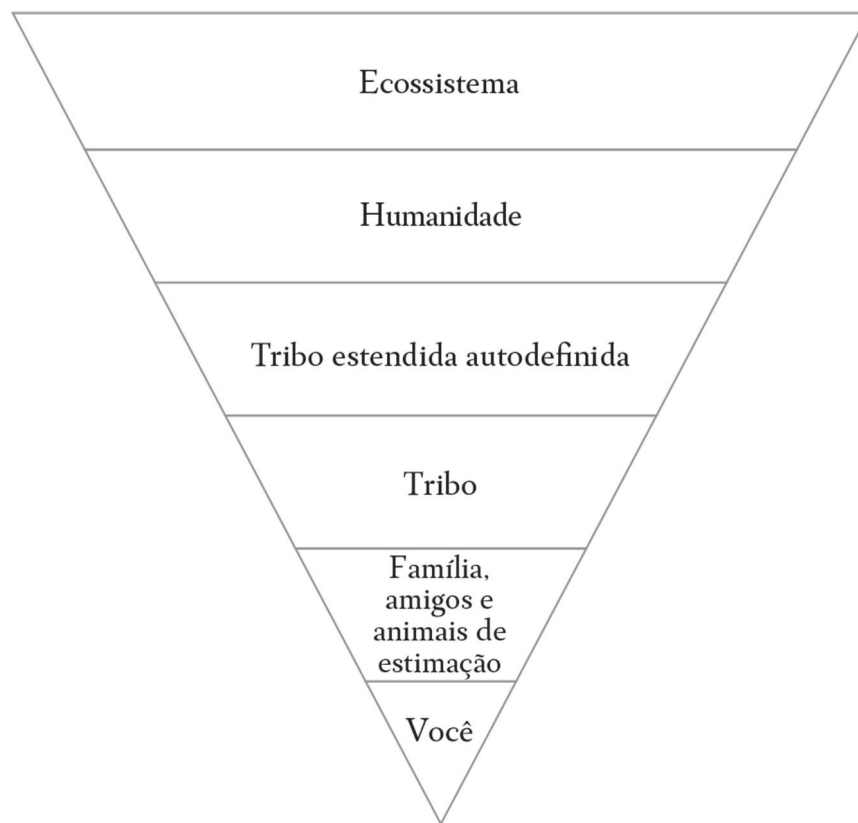 Ecossistema
Humanidade
Tribo estendida autodefinida
Tribo
Família,
amigos e
animais de
estimação
Você